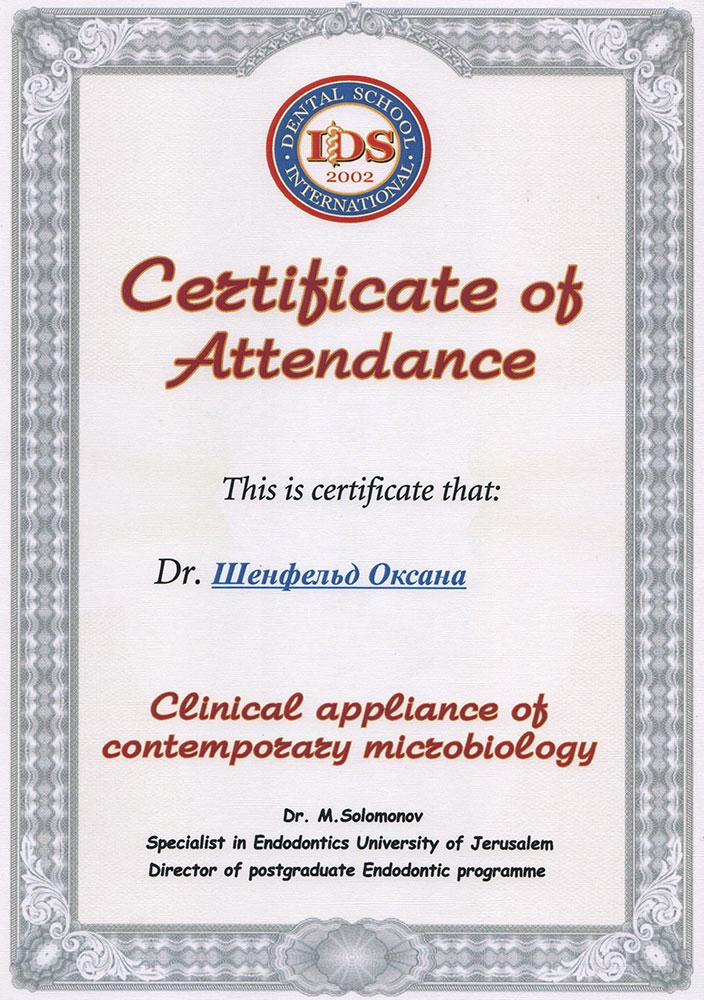 DENTAL SCHOOL
IDS
2002
INTERNATIONAL
Certificate of
Attendance
This is certificate that:
Dr. Шенфельд Оксана
Clinical appliance of
contemporary microbiology
Dr. M.Solomonov
Specialist in Endodontics University of Jerusalem
Director of postgraduate Endodontic programme